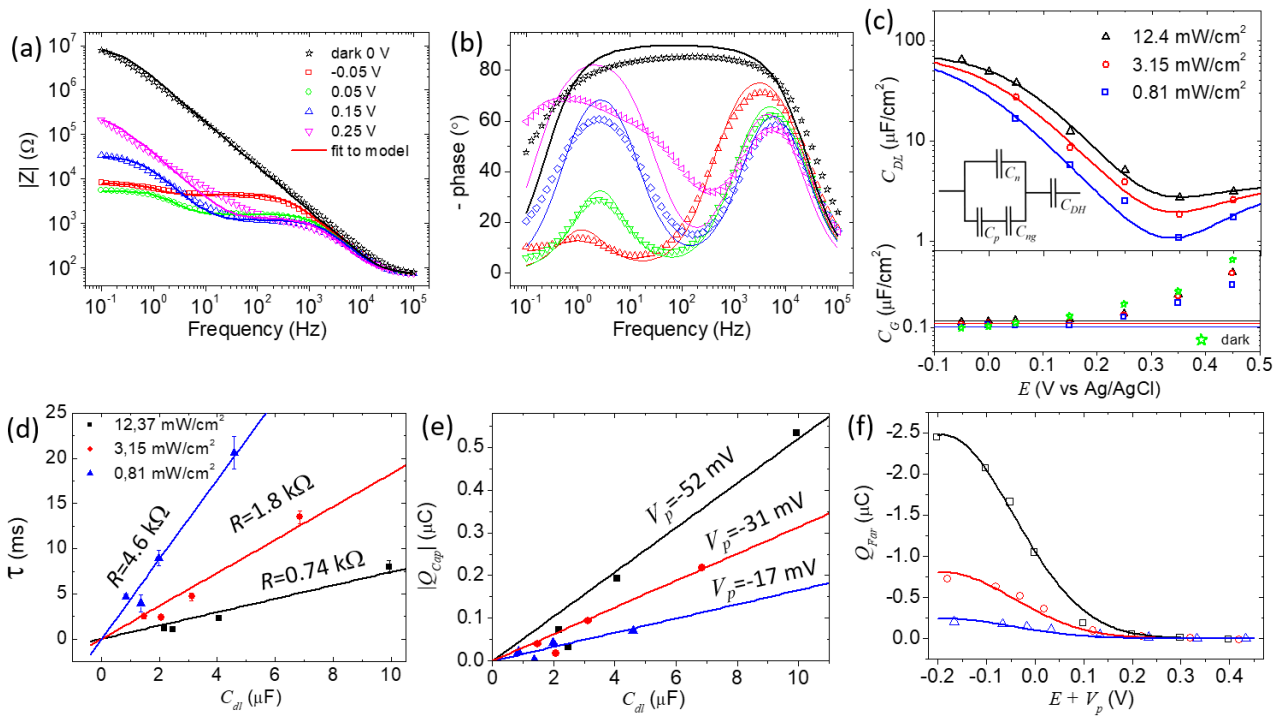 (a)
|Z| (Ω)
10⁷
10⁶
10⁵
10⁴
10³
10²
10⁻¹ 10⁰ 10¹ 10² 10³ 10⁴ 10⁵
Frequency (Hz)
dark 0 V
-0.05 V
0.05 V
0.15 V
0.25 V
fit to model
(b)
- phase (°)
80
60
40
20
0
10⁻¹ 10⁰ 10¹ 10² 10³ 10⁴ 10⁵
Frequency (Hz)
(c)
C_DL (µF/cm²)
100
10
1
12.4 mW/cm²
3.15 mW/cm²
0.81 mW/cm²
C_n
C_DH
C_p C_ng
C_G (µF/cm²)
0.1
dark
-0.1 0.0 0.1 0.2 0.3 0.4 0.5
E (V vs Ag/AgCl)
(d)
τ (ms)
25
20
15
10
5
0
12,37 mW/cm²
3,15 mW/cm²
0,81 mW/cm²
R=4.6 kΩ
R=1.8 kΩ
R=0.74 kΩ
0 2 4 6 8 10
C_dl (µF)
(e)
|Q_Cap| (µC)
0.5
0.4
0.3
0.2
0.1
0.0
V_p=-52 mV
V_p=-31 mV
V_p=-17 mV
0 2 4 6 8 10
C_dl (µF)
(f)
Q_Far (µC)
-2.5
-2.0
-1.5
-1.0
-0.5
-0.0
-0.2 -0.1 0.0 0.1 0.2 0.3 0.4
E + V_p (V)